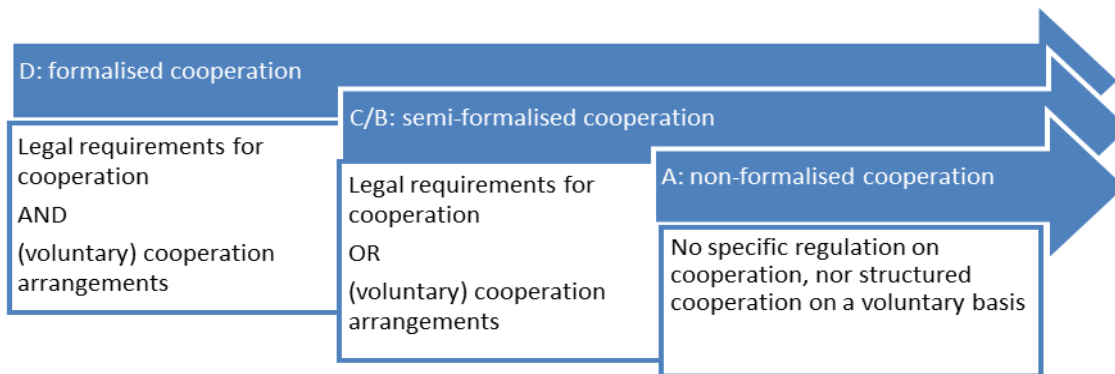 D: formalised cooperation
Legal requirements for
cooperation
AND
(voluntary) cooperation
arrangements
C/B: semi-formalised cooperation
Legal requirements for
cooperation
OR
(voluntary) cooperation
arrangements
A: non-formalised cooperation
No specific regulation on
cooperation, nor structured
cooperation on a voluntary basis